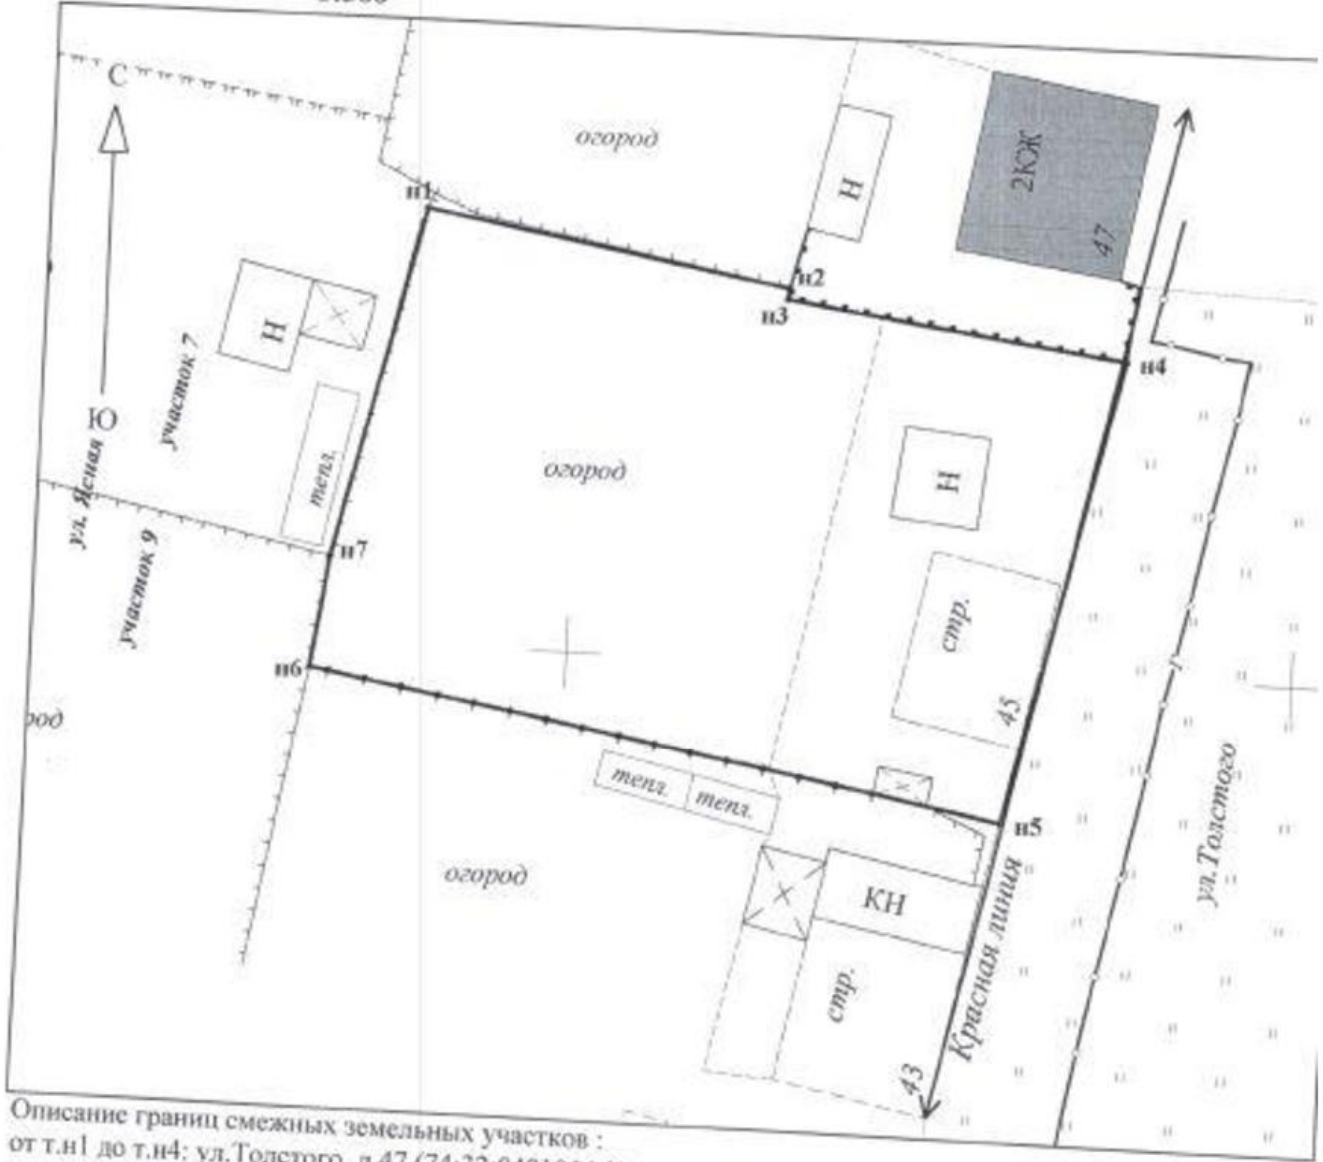 С
огород
Н
2КЖ
47
н1
н2
н3
н4
Н
участок 7
Ю
ул. Ясная
тепл.
огород
Н
н7
участок 9
стр.
н6
45
тепл.
тепл.
н5
ул.Толстого
огород
КН
стр.
Красная линия
43
Описание границ смежных земельных участков :
от т.н1 до т.н4: ул.Толстого, д.47